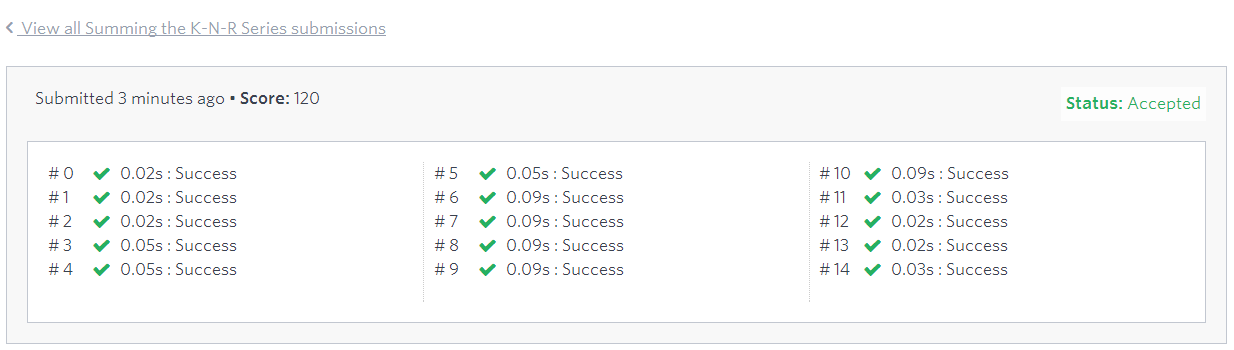 View all Summing the K-N-R Series submissions
Submitted 3 minutes ago • Score: 120
Status: Accepted
# 0 0.02s : Success
# 1 0.02s : Success
# 2 0.02s : Success
# 3 0.05s : Success
# 4 0.05s : Success
# 5 0.05s : Success
# 6 0.09s : Success
# 7 0.09s : Success
# 8 0.09s : Success
# 9 0.09s : Success
# 10 0.09s : Success
# 11 0.03s : Success
# 12 0.02s : Success
# 13 0.02s : Success
# 14 0.03s : Success